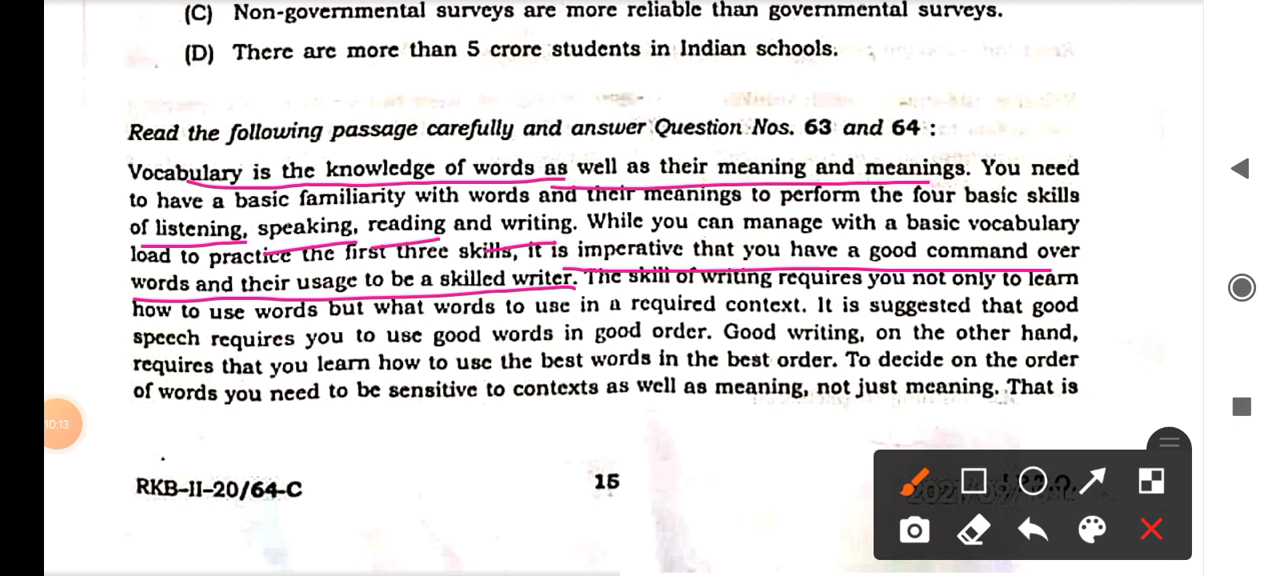 (C) Non-governmental surveys are more reliable than governmental surveys.
(D) There are more than 5 crore students in Indian schools.
Read the following passage carefully and answer Question Nos. 63 and 64 :
Vocabulary is the knowledge of words as well as their meaning and meanings. You need
to have a basic familiarity with words and their meanings to perform the four basic skills
of listening, speaking, reading and writing. While you can manage with a basic vocabulary
load to practice the first three skills, it is imperative that you have a good command over
words and their usage to be a skilled writer. The skill of writing requires you not only to learn
how to use words but what words to use in a required context. It is suggested that good
speech requires you to use good words in good order. Good writing, on the other hand,
requires that you learn how to use the best words in the best order. To decide on the order
of words you need to be sensitive to contexts as well as meaning, not just meaning. That is
10:13
RKB–II–20/64–C
15